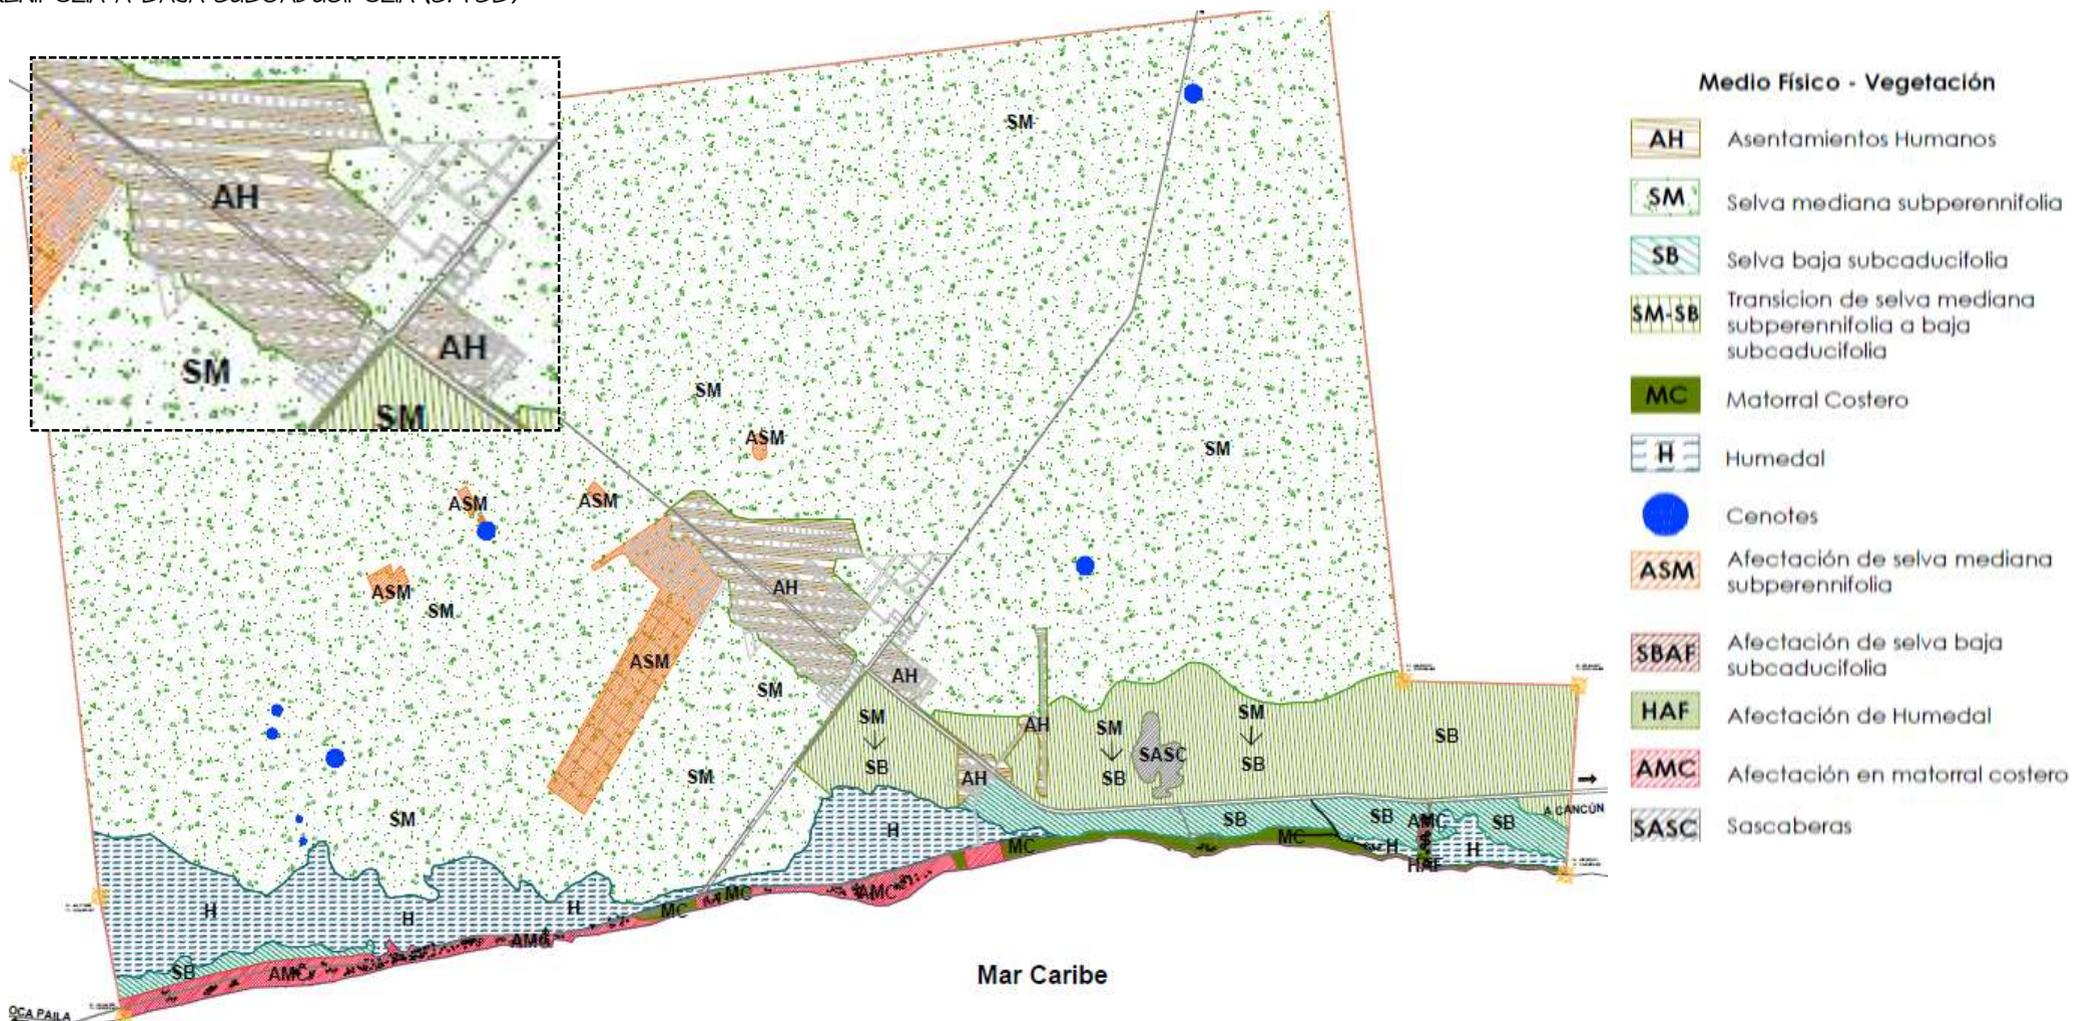 Medio Físico - Vegetación
AH Asentamientos Humanos
SM Selva mediana subperennifolia
SB Selva baja subcaducifolia
SM-SB Transicion de selva mediana
subperennifolia a baja
subcaducifolia
MC Matorral Costero
H Humedal
Cenotes
ASM Afectación de selva mediana
subperennifolia
SBAF Afectación de selva baja
subcaducifolia
HAF Afectación de Humedal
AMC Afectación en matorral costero
SASC Sascaberas
AH
AH
SM
SM
SM
SM
ASM
SM
ASM
ASM
ASM
SM
AH
ASM
SM
AH
SM
SB
AH
AH
SM
SB
SASC
SM
SB
SB
SM
SM
H
SB
SB
AMC
SB
A CANCÚN
MC
MC
H
H
HAF
H
H
H
MC
MC
AMC
AMC
SB
AMC
Mar Caribe
OCA PAILA